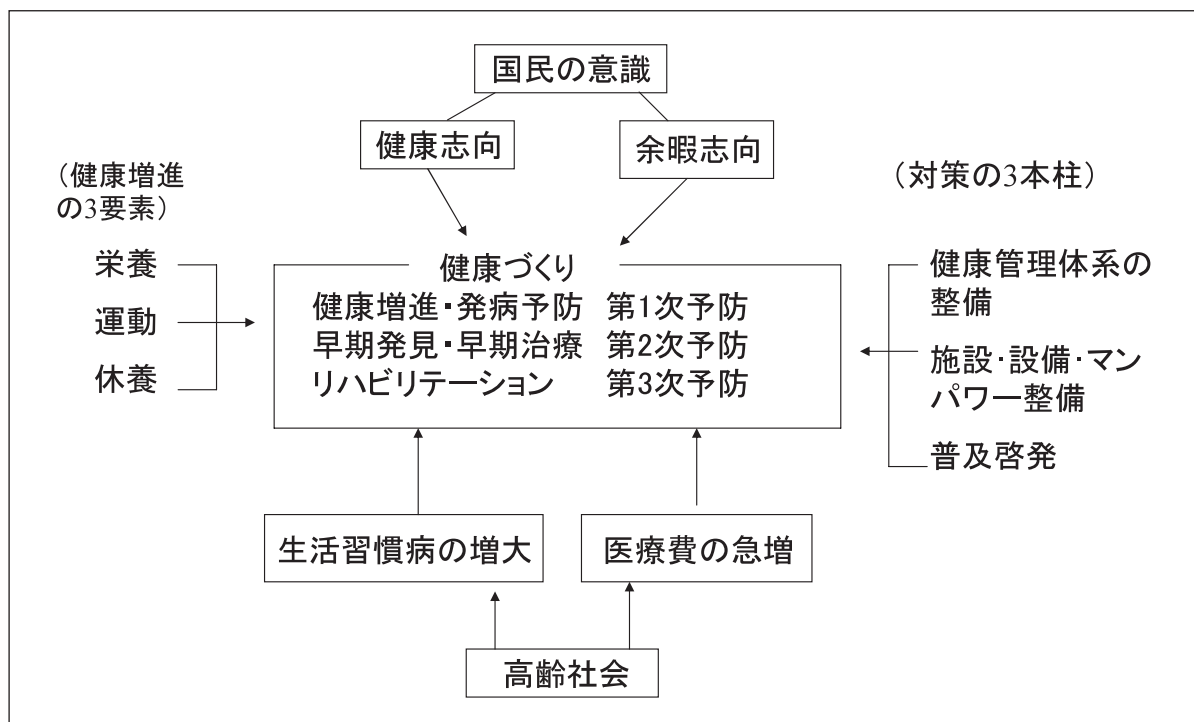 国民の意識
健康志向
余暇志向
（健康増進
の3要素）
栄養
運動
休養
健康づくり
健康増進・発病予防 第1次予防
早期発見・早期治療 第2次予防
リハビリテーション 第3次予防
（対策の3本柱）
健康管理体系の
整備
施設・設備・マン
パワー整備
普及啓発
生活習慣病の増大
医療費の急増
高齢社会